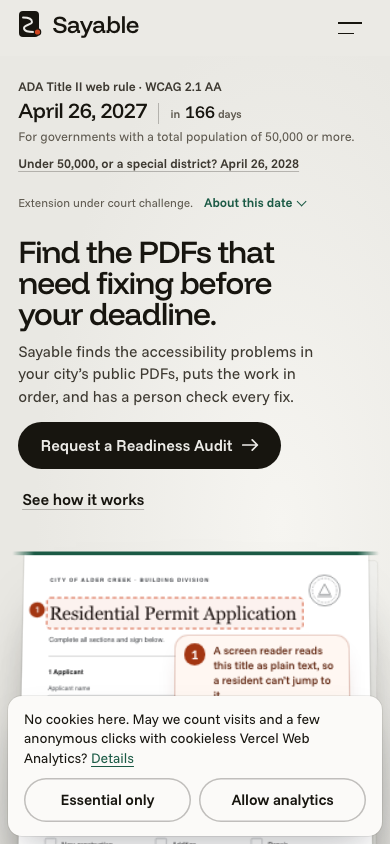 Sayable
ADA Title II web rule · WCAG 2.1 AA
April 26, 2027 in 166 days
For governments with a total population of 50,000 or more.
Under 50,000, or a special district? April 26, 2028
Extension under court challenge. About this date
Find the PDFs that
need fixing before
your deadline.
Sayable finds the accessibility problems in
your city’s public PDFs, puts the work in
order, and has a person check every fix.
Request a Readiness Audit
See how it works
CITY OF ALDER CREEK · BUILDING DIVISION
1 Residential Permit Application
Complete all sections and sign below.
1 A screen reader reads
this title as plain text, so
a resident can’t jump to
it.
1 Applicant
Applicant name
No cookies here. May we count visits and a few
anonymous clicks with cookieless Vercel Web
Analytics? Details
Essential only
Allow analytics